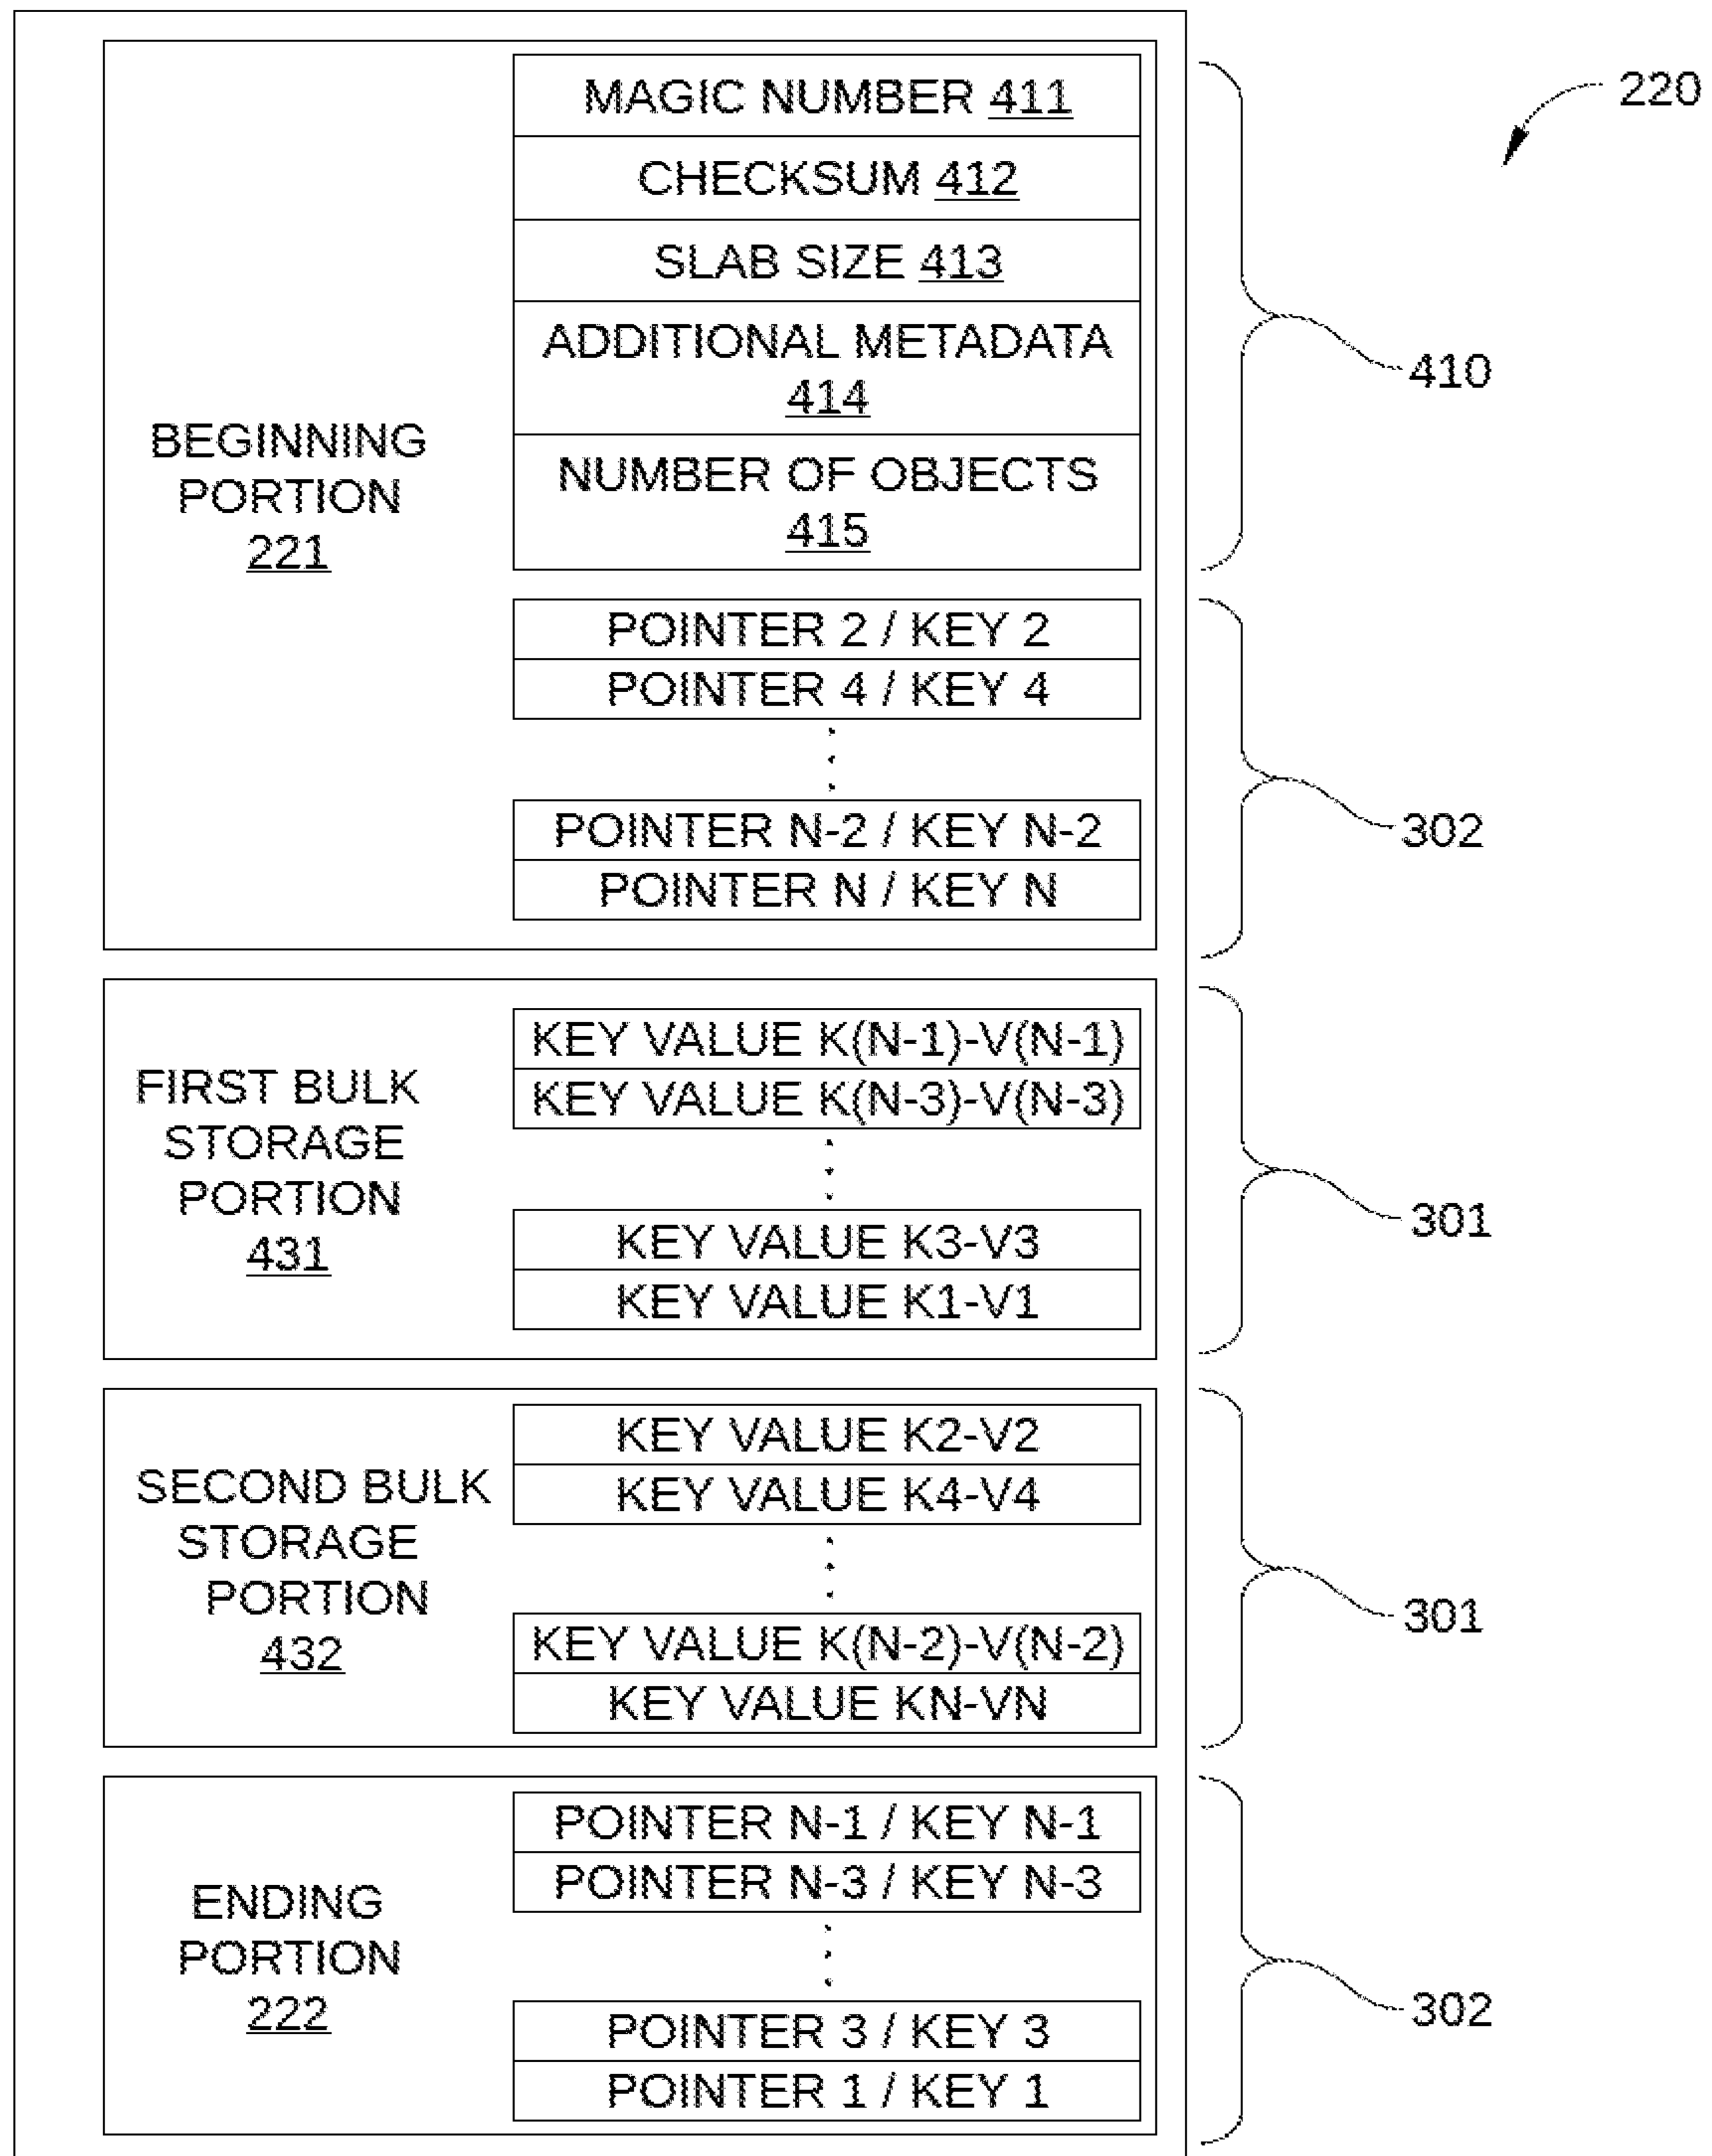 220
MAGIC NUMBER 411
CHECKSUM 412
SLAB SIZE 413
ADDITIONAL METADATA
414
NUMBER OF OBJECTS
415
410
BEGINNING
PORTION
221
POINTER 2 / KEY 2
POINTER 4 / KEY 4
POINTER N-2 / KEY N-2
POINTER N / KEY N
302
FIRST BULK
STORAGE
PORTION
431
KEY VALUE K(N-1)-V(N-1)
KEY VALUE K(N-3)-V(N-3)
KEY VALUE K3-V3
KEY VALUE K1-V1
301
SECOND BULK
STORAGE
PORTION
432
KEY VALUE K2-V2
KEY VALUE K4-V4
KEY VALUE K(N-2)-V(N-2)
KEY VALUE KN-VN
301
ENDING
PORTION
222
POINTER N-1 / KEY N-1
POINTER N-3 / KEY N-3
POINTER 3 / KEY 3
POINTER 1 / KEY 1
302